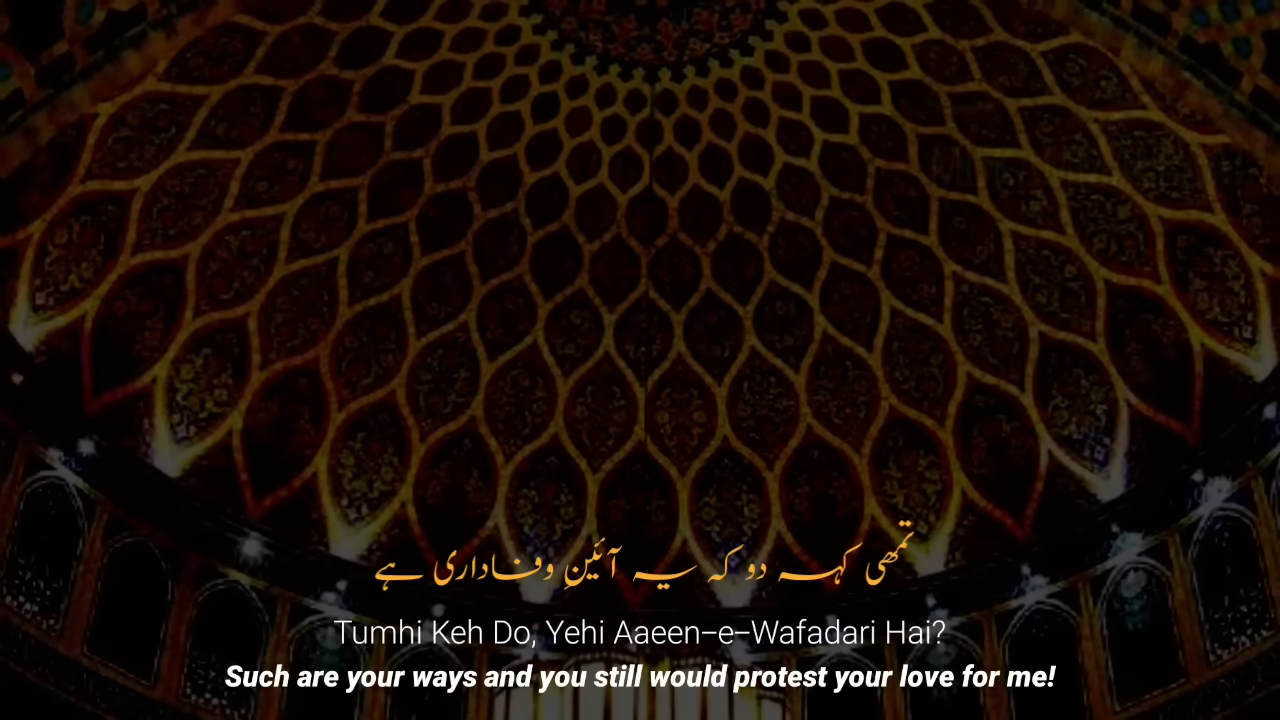 تمھی کہہ دو کہ یہ آئینِ وفاداری ہے
Tumhi Keh Do, Yehi Aaeen–e–Wafadari Hai?
Such are your ways and you still would protest your love for me!